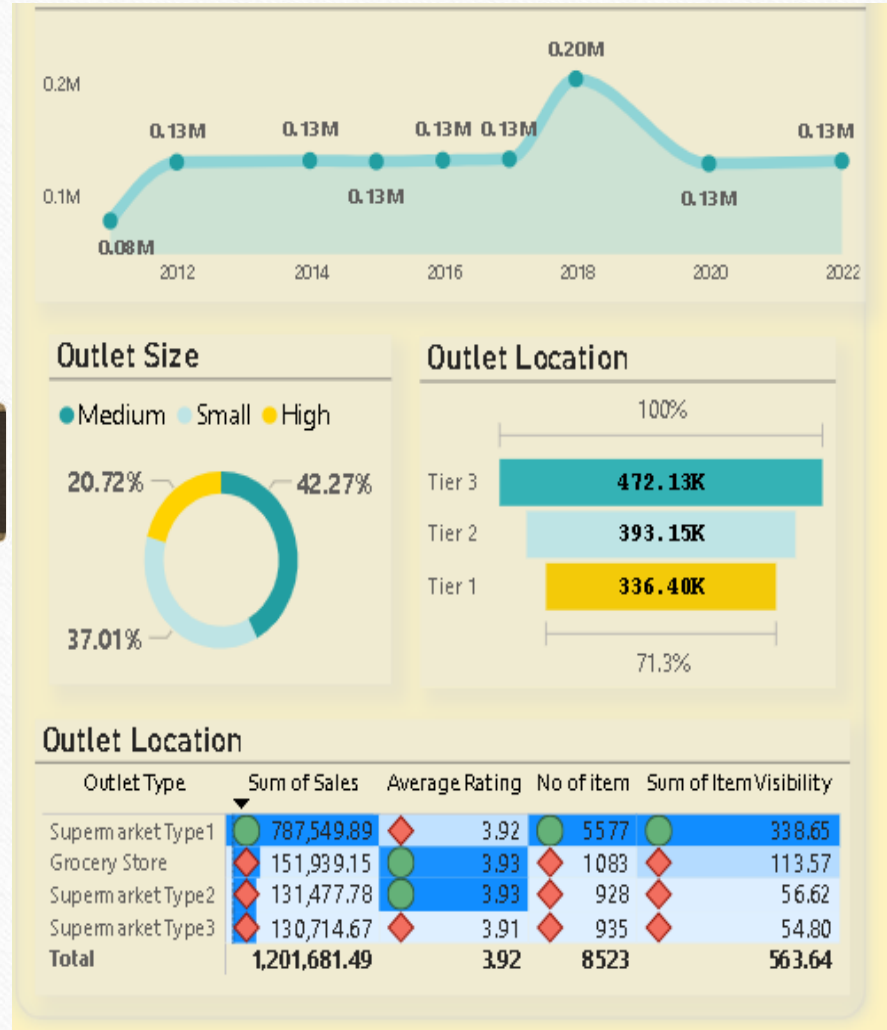 0.20M
0.2M
0.13M 0.13M 0.13M 0.13M 0.13M
0.1M 0.13M 0.13M
0.08M
2012 2014 2016 2018 2020 2022
Outlet Size
Medium Small High
20.72% 42.27%
37.01%
Outlet Location
100%
Tier 3 472.13K
Tier 2 393.15K
Tier 1 336.40K
71.3%
Outlet Location
Outlet Type Sum of Sales Average Rating No of item Sum of Item Visibility
Supermarket Type1 787,549.89 3.92 5577 338.65
Grocery Store 151,939.15 3.93 1083 113.57
Supermarket Type2 131,477.78 3.93 928 56.62
Supermarket Type3 130,714.67 3.91 935 54.80
Total 1,201,681.49 3.92 8523 563.64